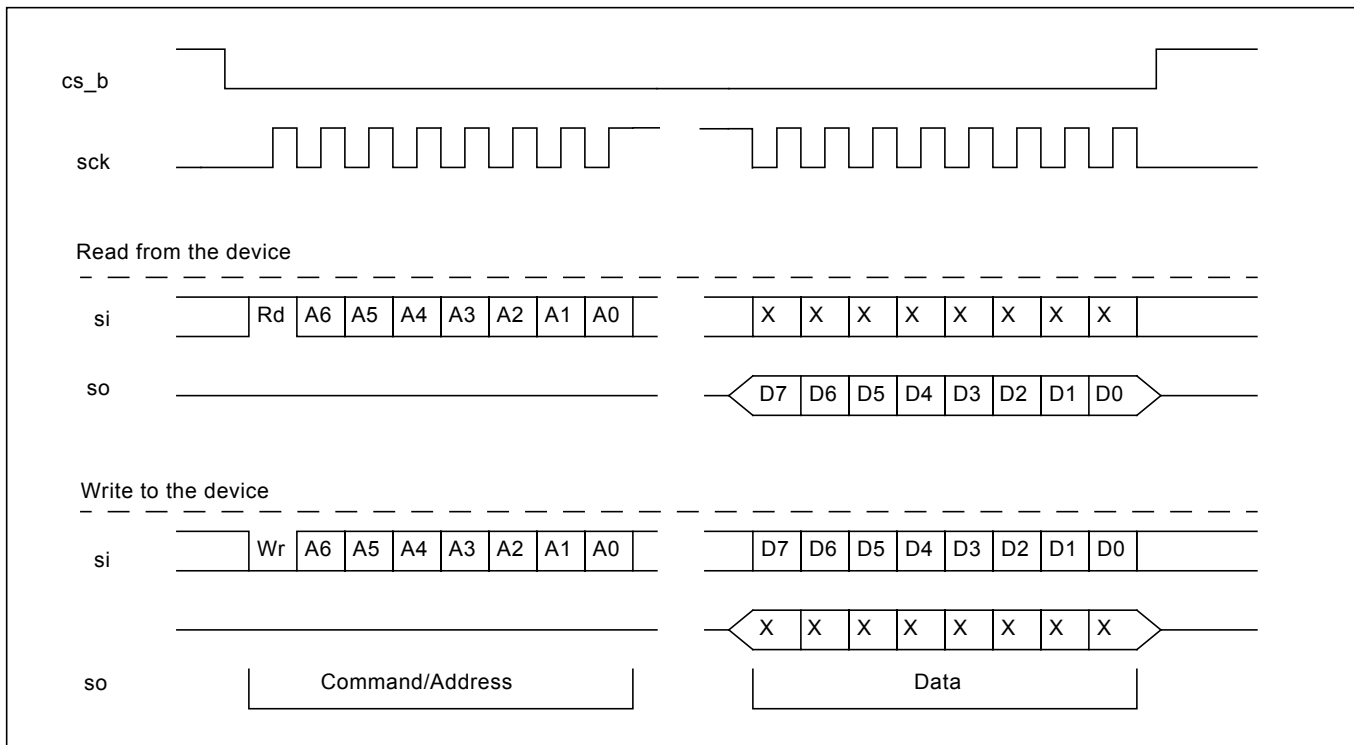 cs_b
sck
Read from the device
si Rd A6 A5 A4 A3 A2 A1 A0 X X X X X X X X
so D7 D6 D5 D4 D3 D2 D1 D0
Write to the device
si Wr A6 A5 A4 A3 A2 A1 A0 D7 D6 D5 D4 D3 D2 D1 D0
X X X X X X X X
so Command/Address Data